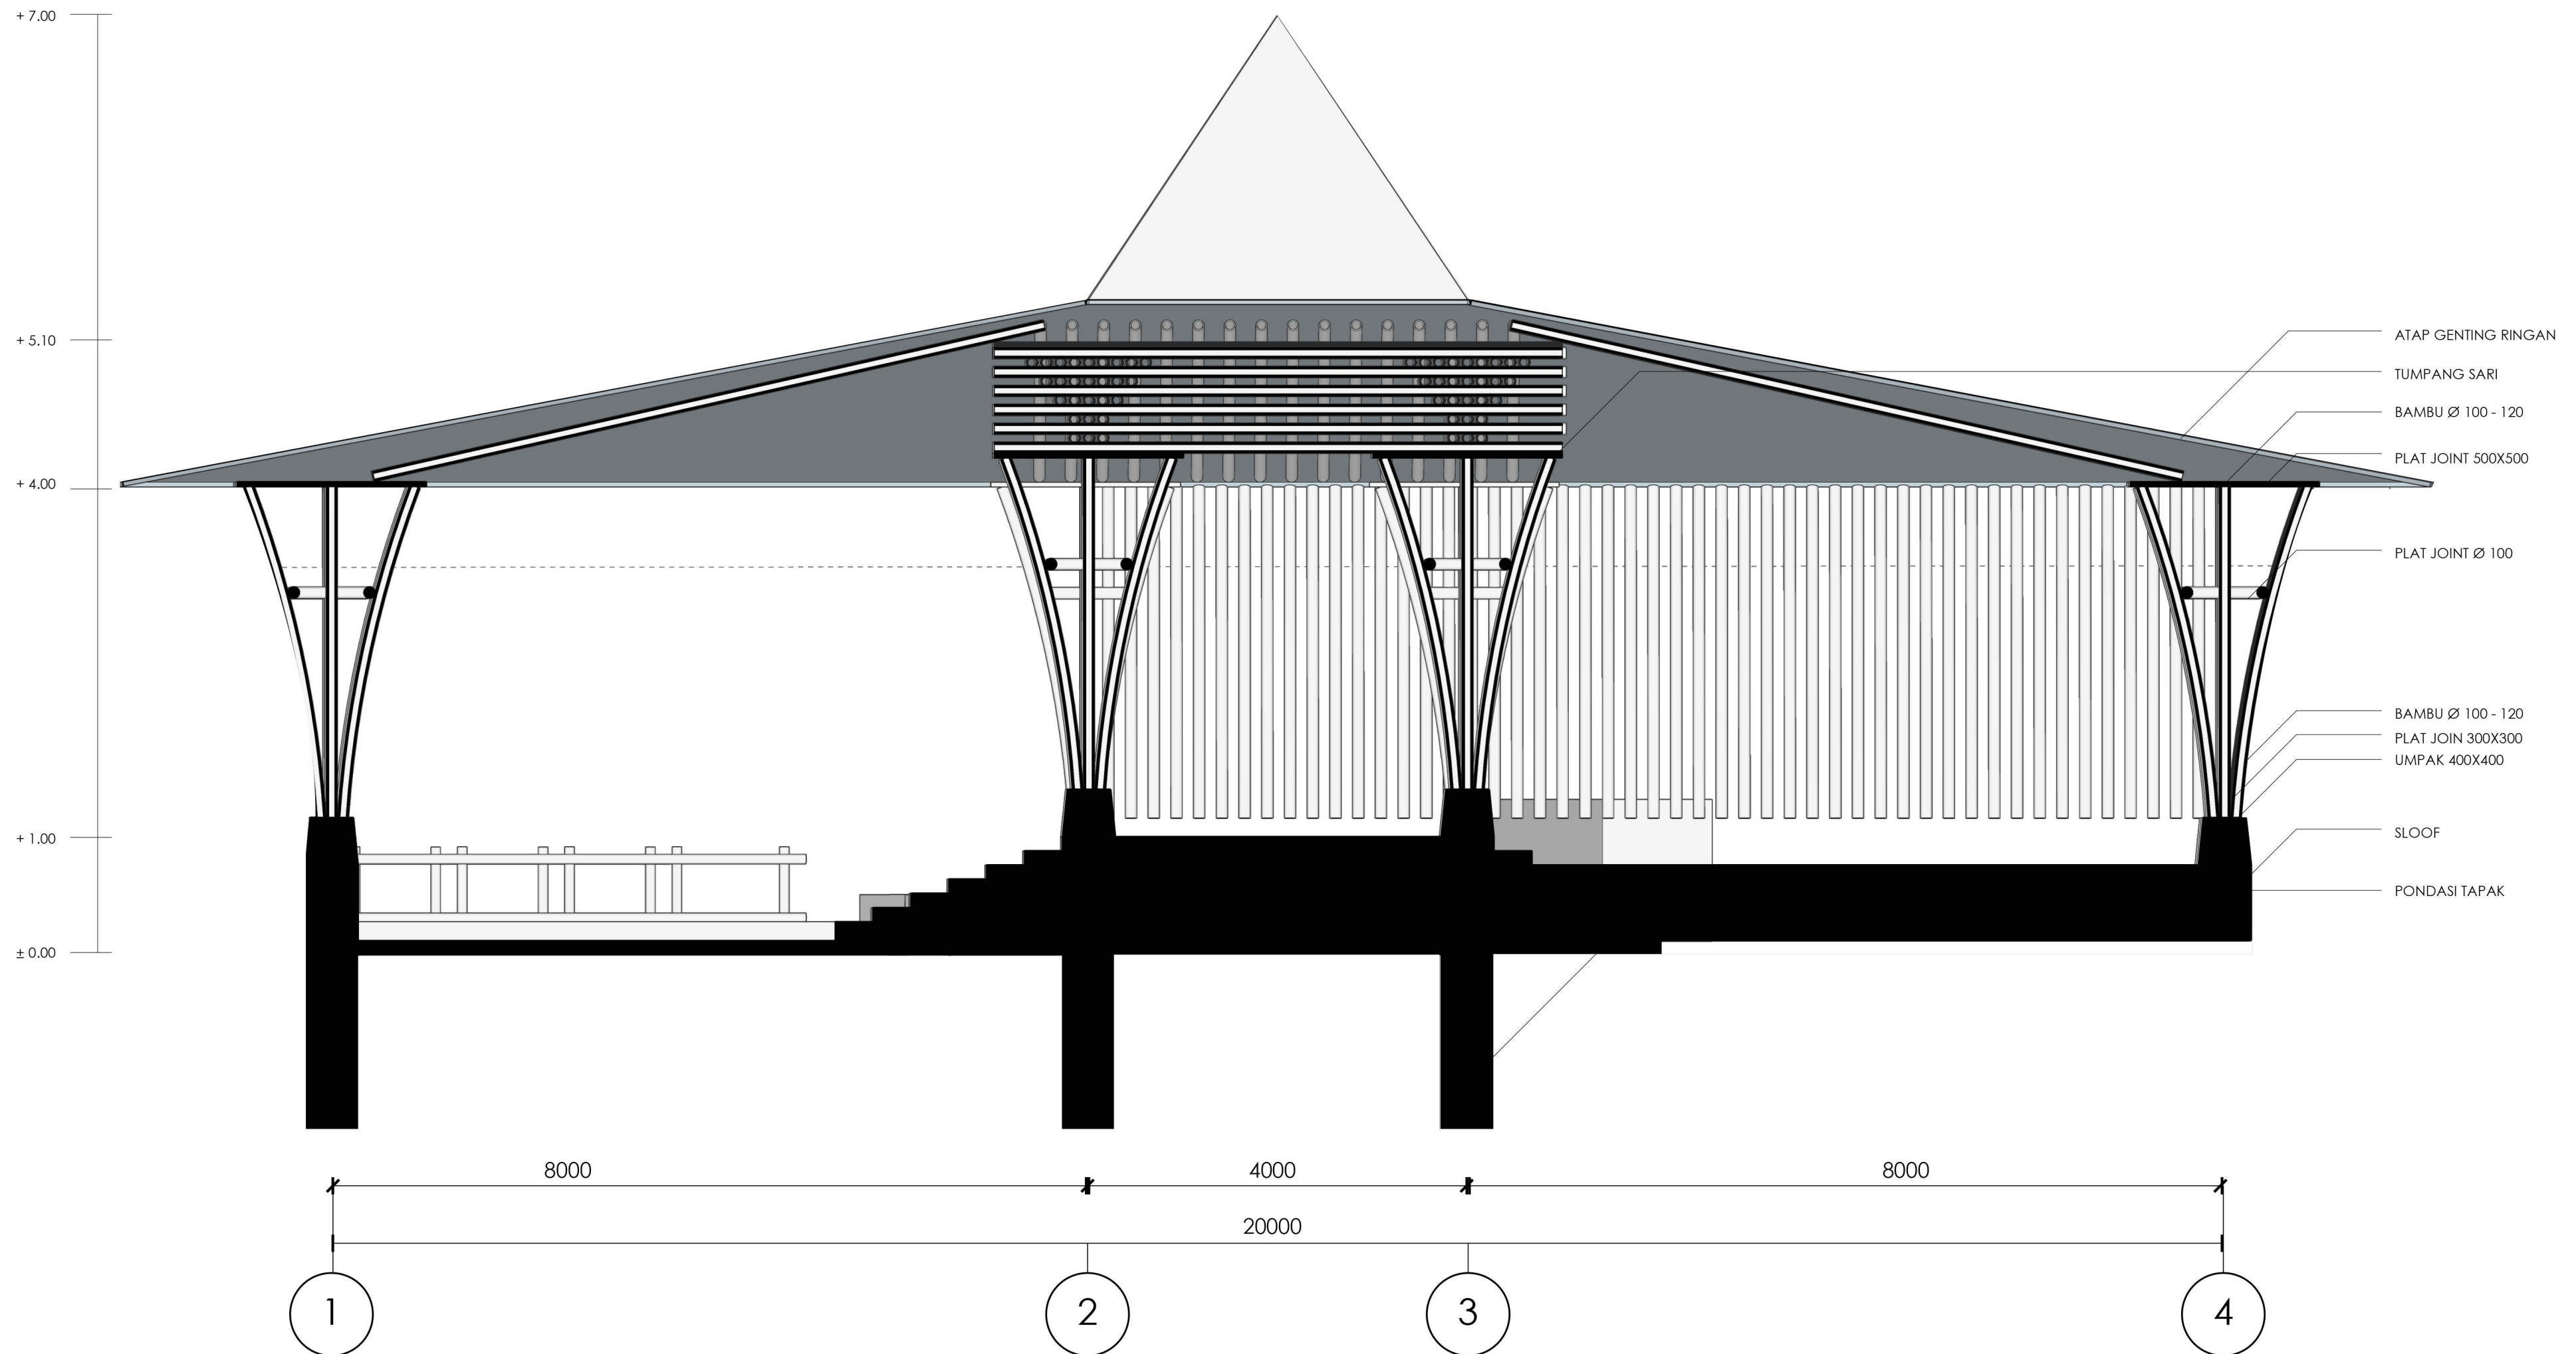 + 7.00
+ 5.10
+ 4.00
+ 1.00
± 0.00
ATAP GENTING RINGAN
TUMPANG SARI
BAMBU Ø 100 - 120
PLAT JOINT 500X500
PLAT JOINT Ø 100
BAMBU Ø 100 - 120
PLAT JOIN 300X300
UMPAK 400X400
SLOOF
PONDASI TAPAK
8000 4000 8000
20000
1 2 3 4